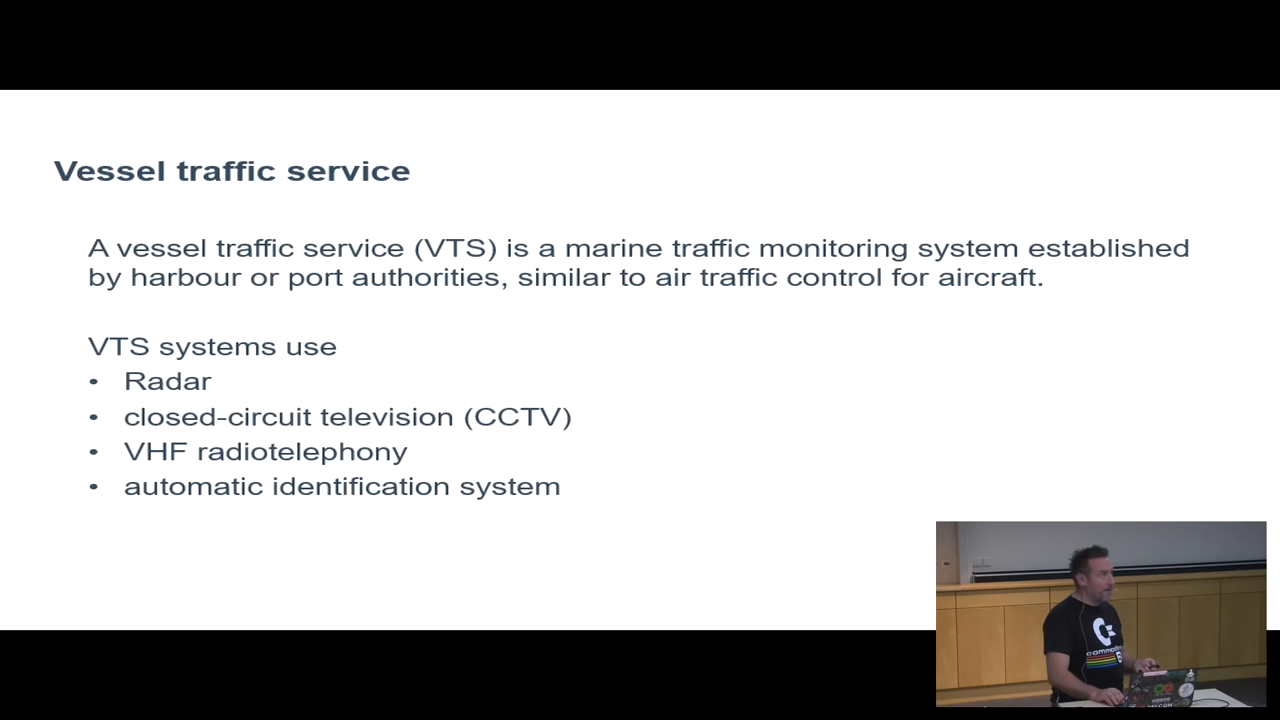 Vessel traffic service
A vessel traffic service (VTS) is a marine traffic monitoring system established
by harbour or port authorities, similar to air traffic control for aircraft.
VTS systems use
• Radar
• closed-circuit television (CCTV)
• VHF radiotelephony
• automatic identification system